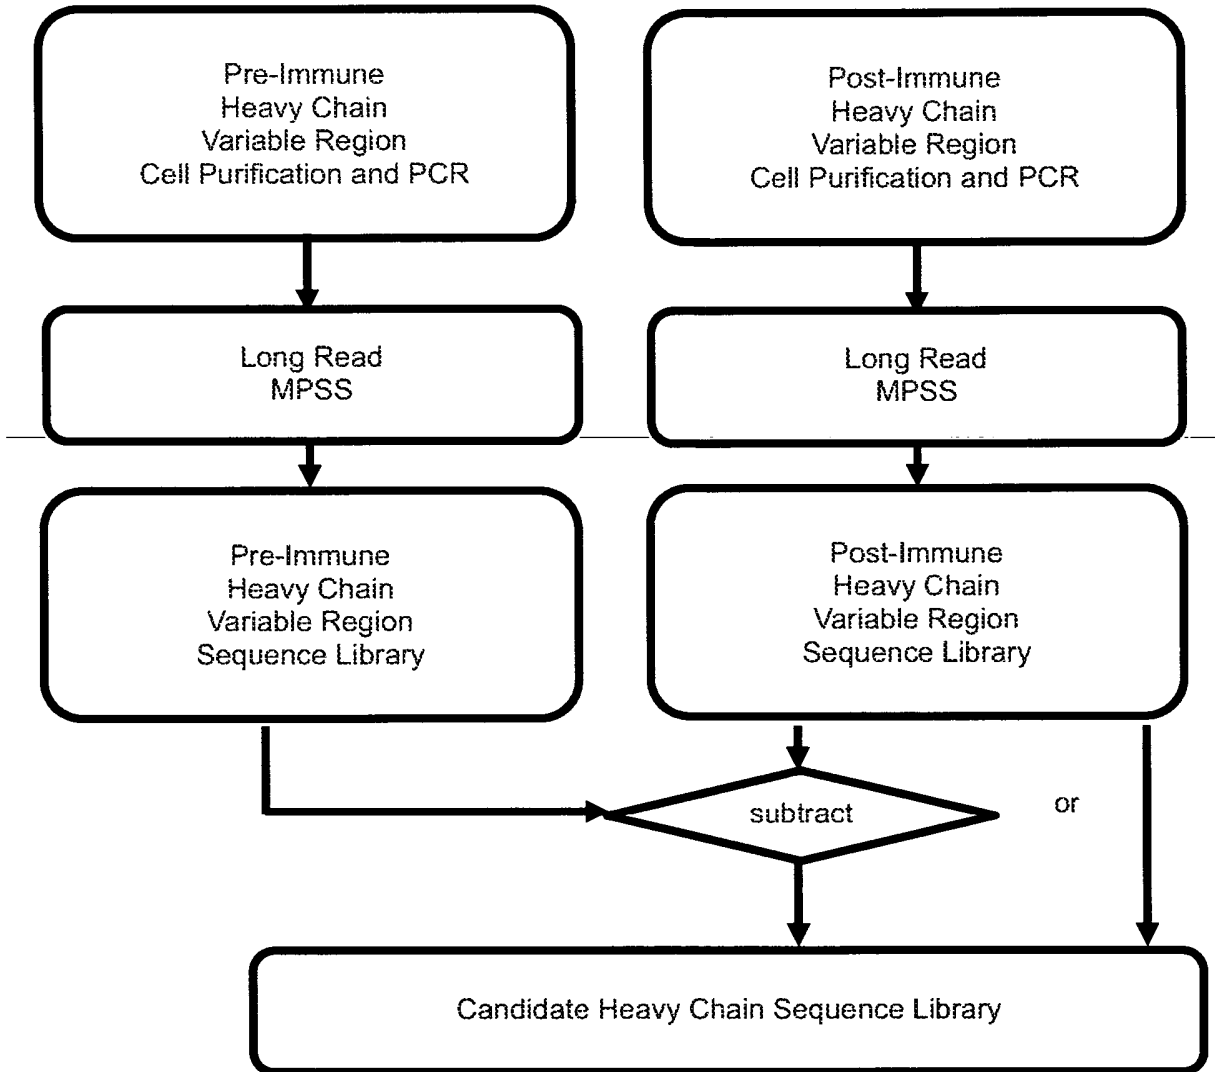 Pre-Immune
Heavy Chain
Variable Region
Cell Purification and PCR
Post-Immune
Heavy Chain
Variable Region
Cell Purification and PCR
Long Read
MPSS
Long Read
MPSS
Pre-Immune
Heavy Chain
Variable Region
Sequence Library
Post-Immune
Heavy Chain
Variable Region
Sequence Library
subtract
or
Candidate Heavy Chain Sequence Library